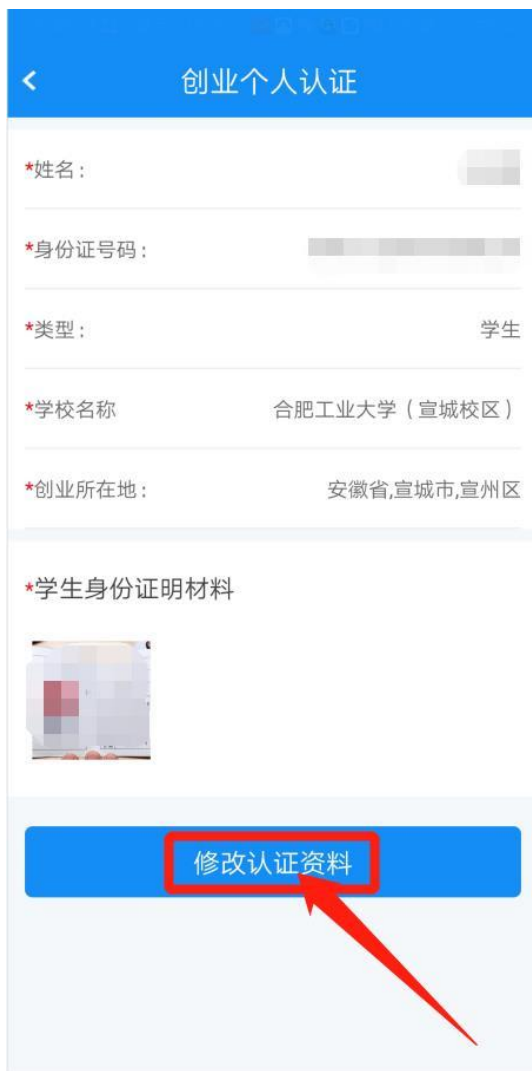 创业个人认证
*姓名:
*身份证号码:
*类型: 学生
*学校名称 合肥工业大学(宣城校区)
*创业所在地: 安徽省,宣城市,宣州区
*学生身份证明材料
修改认证资料